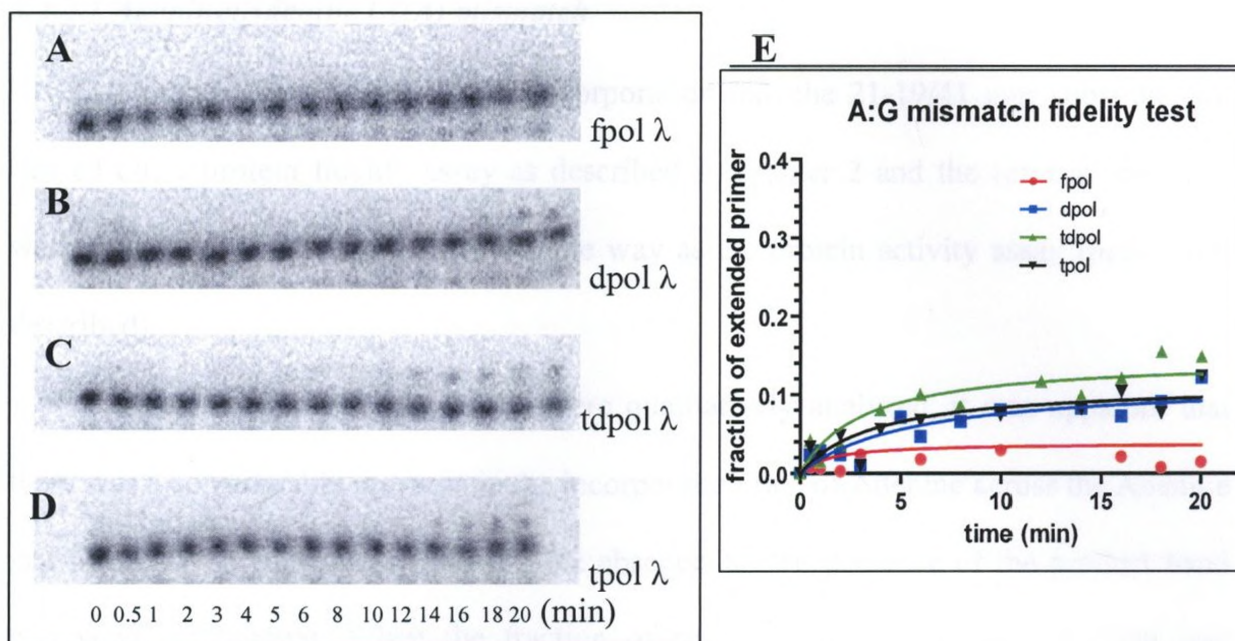 A
fpol λ
B
dpol λ
C
tdpol λ
D
tpol λ
0 0.5 1 2 3 4 5 6 8 10 12 14 16 18 20 (min)
E
A:G mismatch fidelity test
fraction of extended primer
0.4
0.3
0.2
0.1
0.0
fpol
dpol
tdpol
tpol
0 5 10 15 20
time (min)